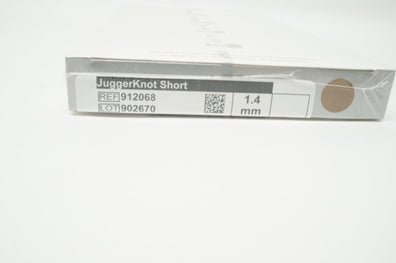 JuggerKnot Short
REF 912068
LOT 902670
1.4
mm